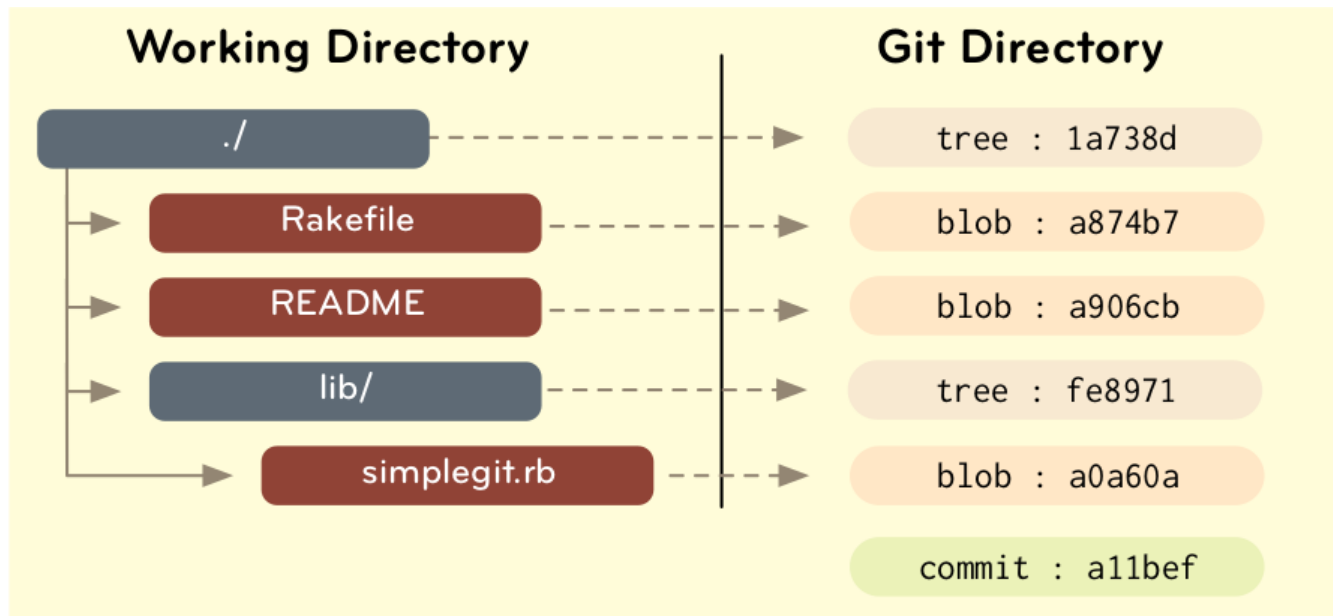 Working Directory
Git Directory
./
tree : 1a738d
Rakefile
blob : a874b7
README
blob : a906cb
lib/
tree : fe8971
simplegit.rb
blob : a0a60a
commit : a11bef